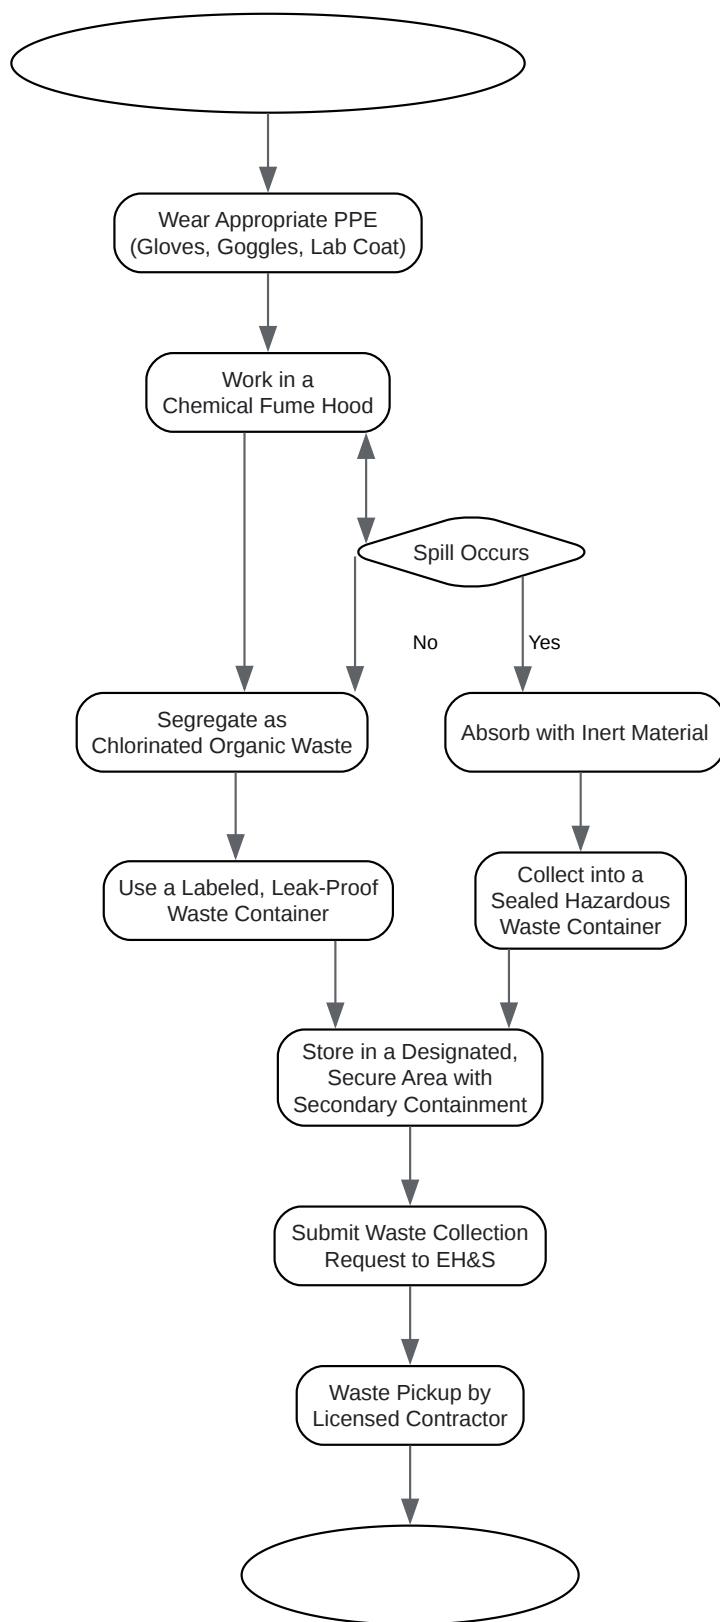 Wear Appropriate PPE
(Gloves, Goggles, Lab Coat)
Work in a
Chemical Fume Hood
Spill Occurs
No
Yes
Segregate as
Chlorinated Organic Waste
Absorb with Inert Material
Use a Labeled, Leak-Proof
Waste Container
Collect into a
Sealed Hazardous
Waste Container
Store in a Designated,
Secure Area with
Secondary Containment
Submit Waste Collection
Request to EH&S
Waste Pickup by
Licensed Contractor